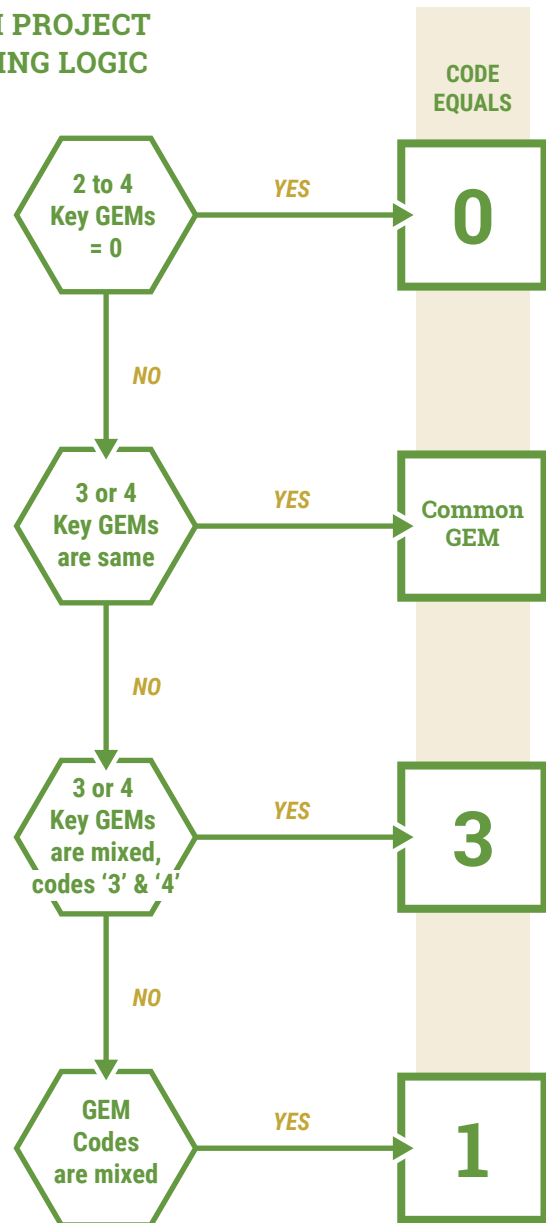 PROJECT
LOGIC
CODE
EQUALS
2 to 4
Key GEMs
= 0
YES
0
NO
3 or 4
Key GEMs
are same
YES
Common
GEM
NO
3 or 4
Key GEMs
are mixed,
codes ‘3’ & ‘4’
YES
3
NO
GEM
Codes
are mixed
YES
1